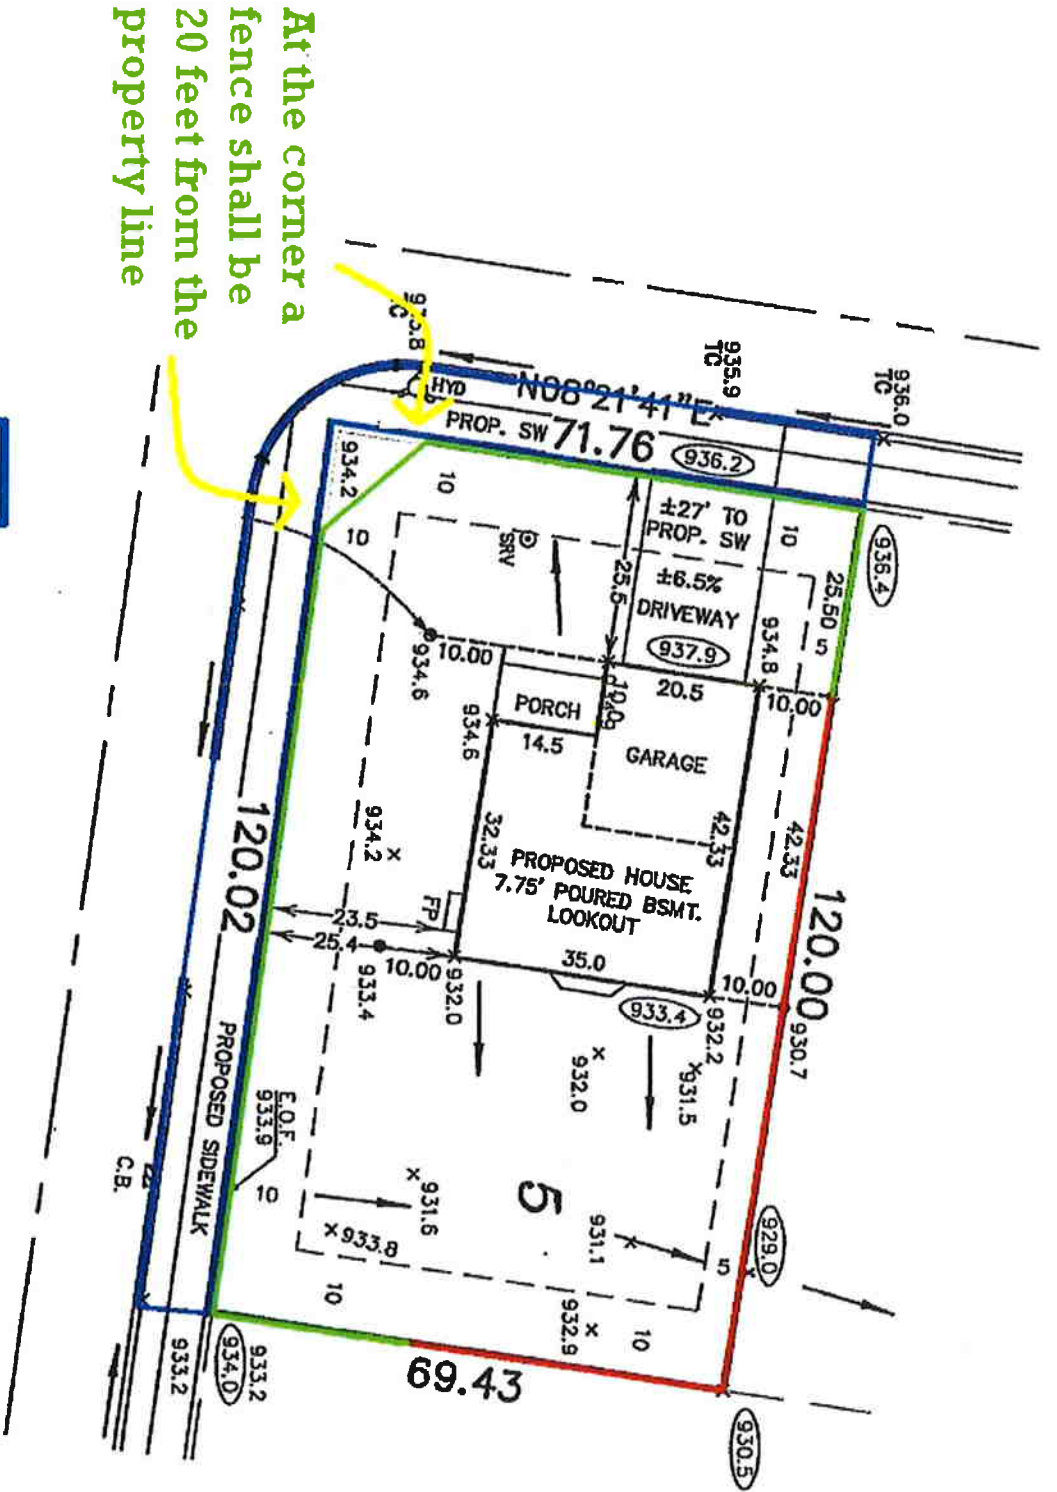 At the corner a
fence shall be
20 feet from the
property line
936.0
TC
935.9
TC
TC
HYD
N08°21'41"E
PROP. SW
71.76
936.2
936.4
934.2
10
10
10
±27' TO
PROP. SW
±6.5%
DRIVEWAY
25.50
5
SRV
25.5
937.9
934.8
10.00
934.6
10.00
20.5
10.00
PORCH
14.5
934.6
GARAGE
42.33
42.33
120.00
32.33
934.2
PROPOSED HOUSE
7.75' POURED BSMT.
LOOKOUT
120.02
FP
23.5
25.4
10.00
933.4
932.0
35.0
933.4
10.00
932.2
930.7
932.0
931.5
PROPOSED SIDEWALK
E.O.F.
933.9
10
C.B.
931.6
933.8
5
931.1
929.0
5
932.9
10
10
933.2
934.0
933.2
69.43
930.5